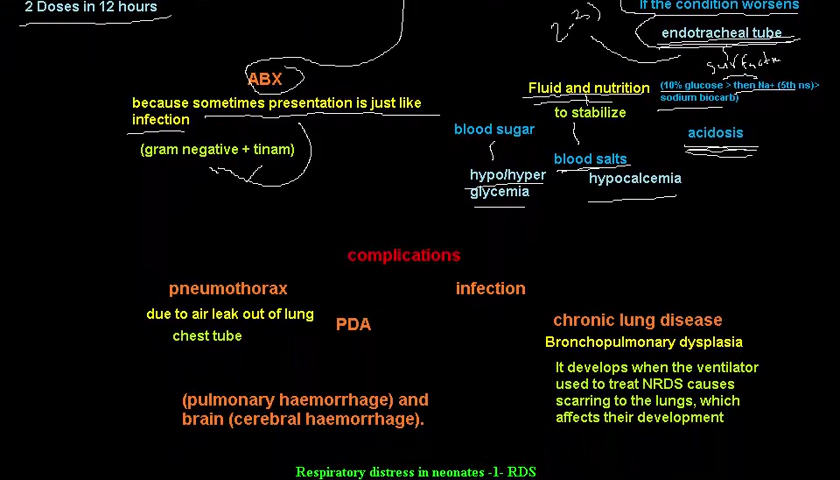 2 Doses in 12 hours
If the condition worsens
endotracheal tube
ABX
because sometimes presentation is just like
infection
(gram negative + tinam)
Fluid and nutrition
(10% glucose > then Na+ (5th ns)>
sodium biocarb)
to stabilize
acidosis
blood sugar
blood salts
hypo/hyper
glycemia
hypocalcemia
complications
pneumothorax
due to air leak out of lung
chest tube
PDA
infection
chronic lung disease
Bronchopulmonary dysplasia
It develops when the ventilator
used to treat NRDS causes
scarring to the lungs, which
affects their development
(pulmonary haemorrhage) and
brain (cerebral haemorrhage).
Respiratory distress in neonates -1- RDS